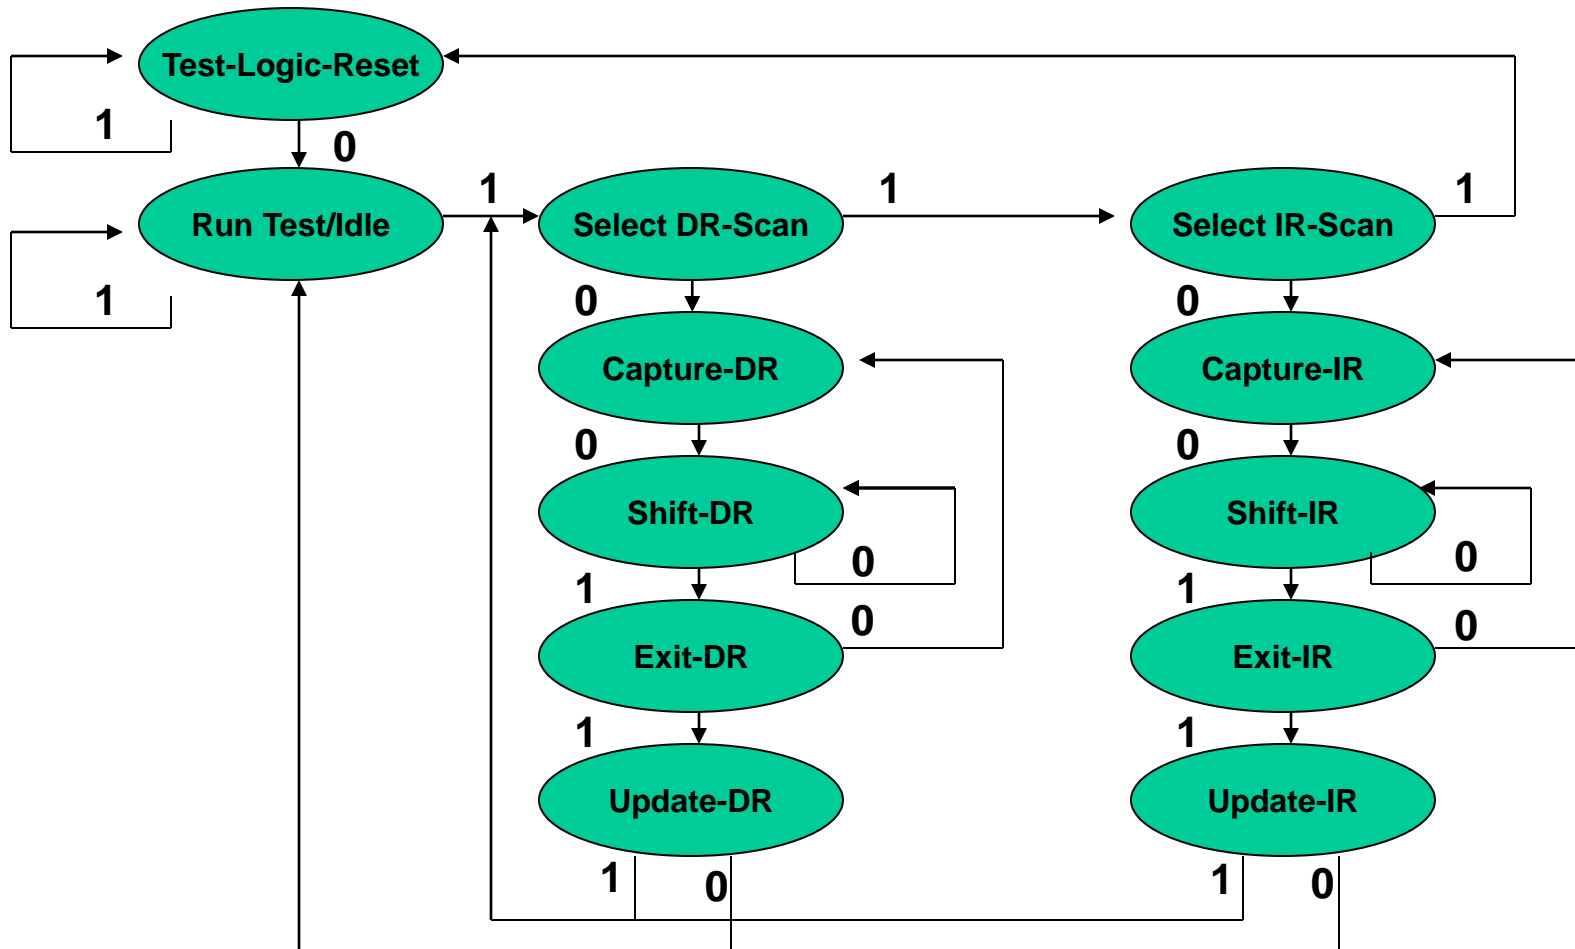 Test-Logic-Reset
1
0
Run Test/Idle
1
1
Select DR-Scan
1
Select IR-Scan
1
0
0
Capture-DR
Capture-IR
0
0
Shift-DR
Shift-IR
0
0
1
1
0
0
Exit-DR
Exit-IR
1
1
Update-DR
Update-IR
1
0
1
0